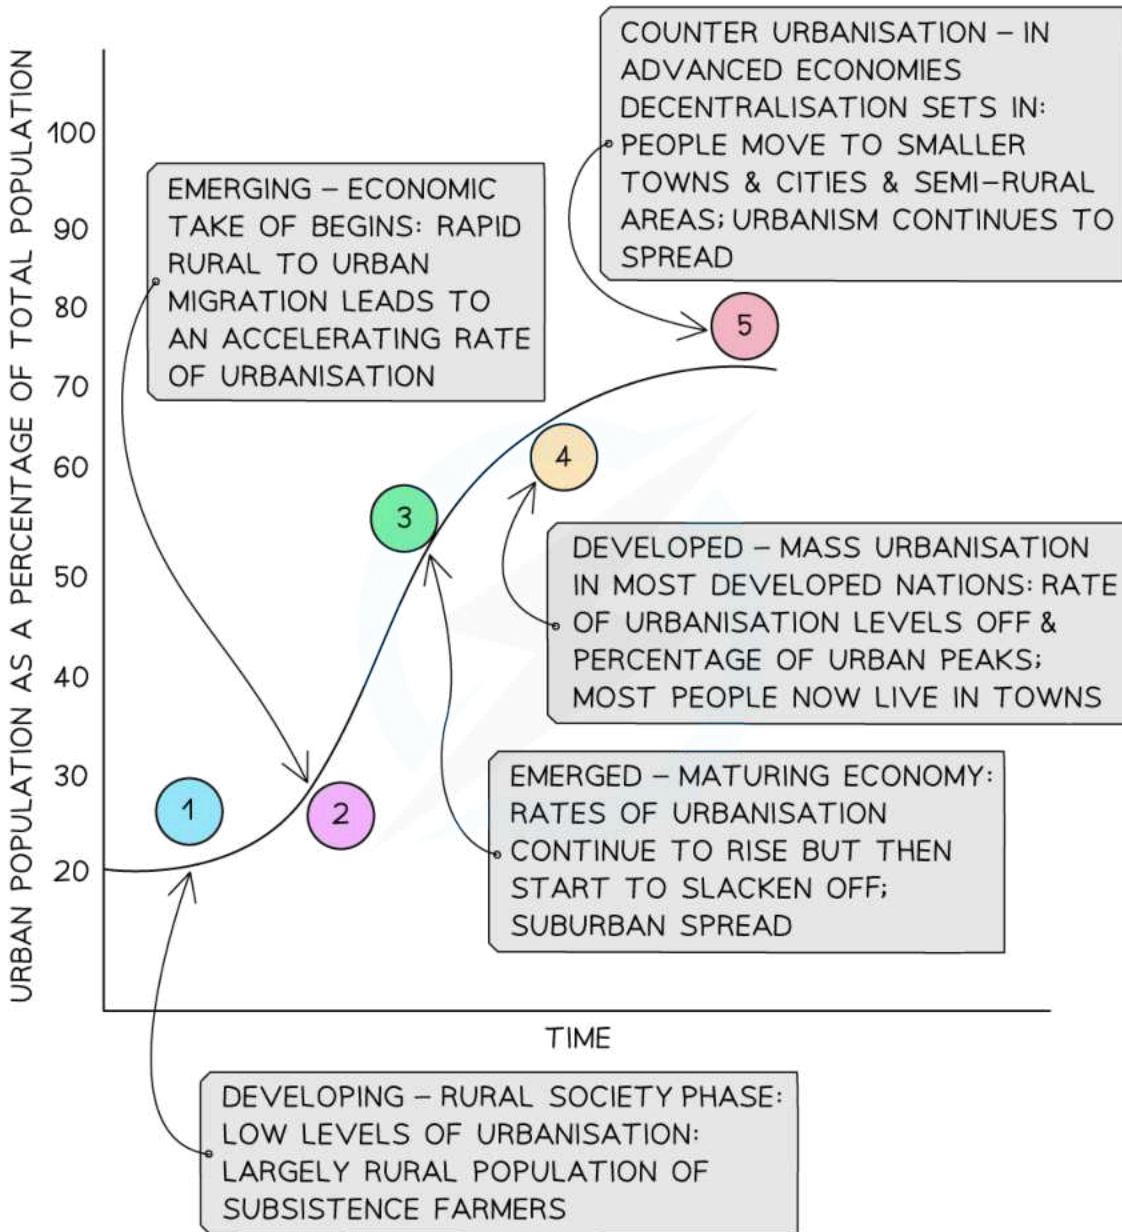 URBAN POPULATION AS A PERCENTAGE OF TOTAL POPULATION
100
90
80
70
60
50
40
30
20
COUNTER URBANISATION – IN
ADVANCED ECONOMIES
DECENTRALISATION SETS IN:
PEOPLE MOVE TO SMALLER
TOWNS & CITIES & SEMI–RURAL
AREAS; URBANISM CONTINUES TO
SPREAD
EMERGING – ECONOMIC
TAKE OF BEGINS: RAPID
RURAL TO URBAN
MIGRATION LEADS TO
AN ACCELERATING RATE
OF URBANISATION
5
4
3
DEVELOPED – MASS URBANISATION
IN MOST DEVELOPED NATIONS: RATE
OF URBANISATION LEVELS OFF &
PERCENTAGE OF URBAN PEAKS;
MOST PEOPLE NOW LIVE IN TOWNS
1
2
EMERGED – MATURING ECONOMY:
RATES OF URBANISATION
CONTINUE TO RISE BUT THEN
START TO SLACKEN OFF;
SUBURBAN SPREAD
TIME
DEVELOPING – RURAL SOCIETY PHASE:
LOW LEVELS OF URBANISATION:
LARGELY RURAL POPULATION OF
SUBSISTENCE FARMERS